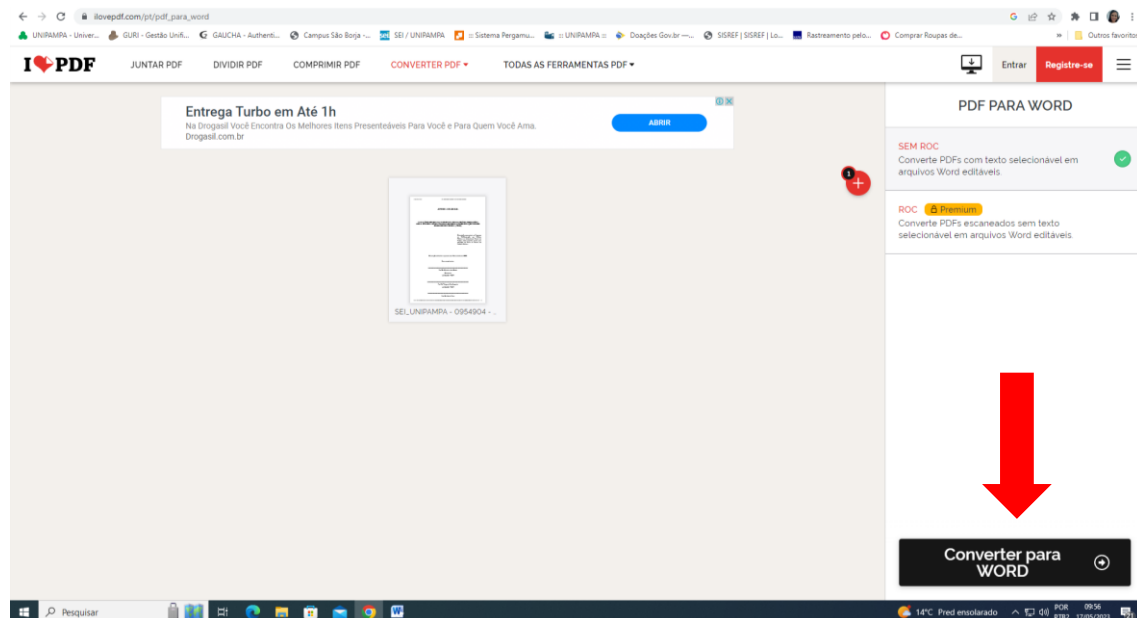 ilovepdf.com/pt/pdf_para_word
UNIPAMPA - Univer... GURI - Gestão Unifi... GAUCHA - Authenti... Campus São Borja -... SEI / UNIPAMPA :: Sistema Pergamu... :: UNIPAMPA :: Doações Gov.br —... SISREF | SISREF | Lo... Rastreamento pelo... Comprar Roupas de... » Outros favoritos
I PDF JUNTAR PDF DIVIDIR PDF COMPRIMIR PDF CONVERTER PDF TODAS AS FERRAMENTAS PDF Entrar Registre-se
Entrega Turbo em Até 1h
Na Drogasil Você Encontra Os Melhores Itens Presenteáveis Para Você e Para Quem Você Ama.
Drogasil.com.br
ABRIR
1
+
SEI_UNIPAMPA - 0954904 - ..
PDF PARA WORD
SEM ROC
Converte PDFs com texto selecionável em
arquivos Word editáveis.
ROC Premium
Converte PDFs escaneados sem texto
selecionável em arquivos Word editáveis.
Converter para
WORD
Pesquisar
14°C Pred ensolarado
POR
PTB2
09:56
17/05/2023